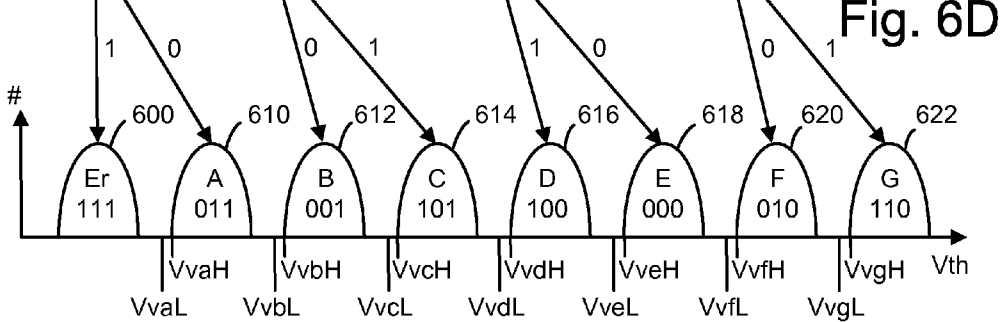 Fig. 6D
1 0 0 1 1 0 0 1
#
600 610 612 614 616 618 620 622
Er A B C D E F G
111 011 001 101 100 000 010 110
VvaH VvbH VvcH VvdH VveH VvfH VvgH Vth
VvaL VvbL VvcL VvdL VveL VvfL VvgL